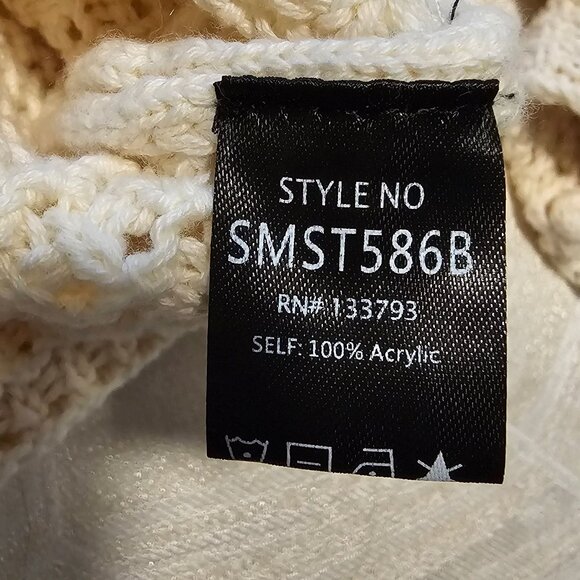 STYLE NO
SMST586B
RN# 133793
SELF: 100% Acrylic